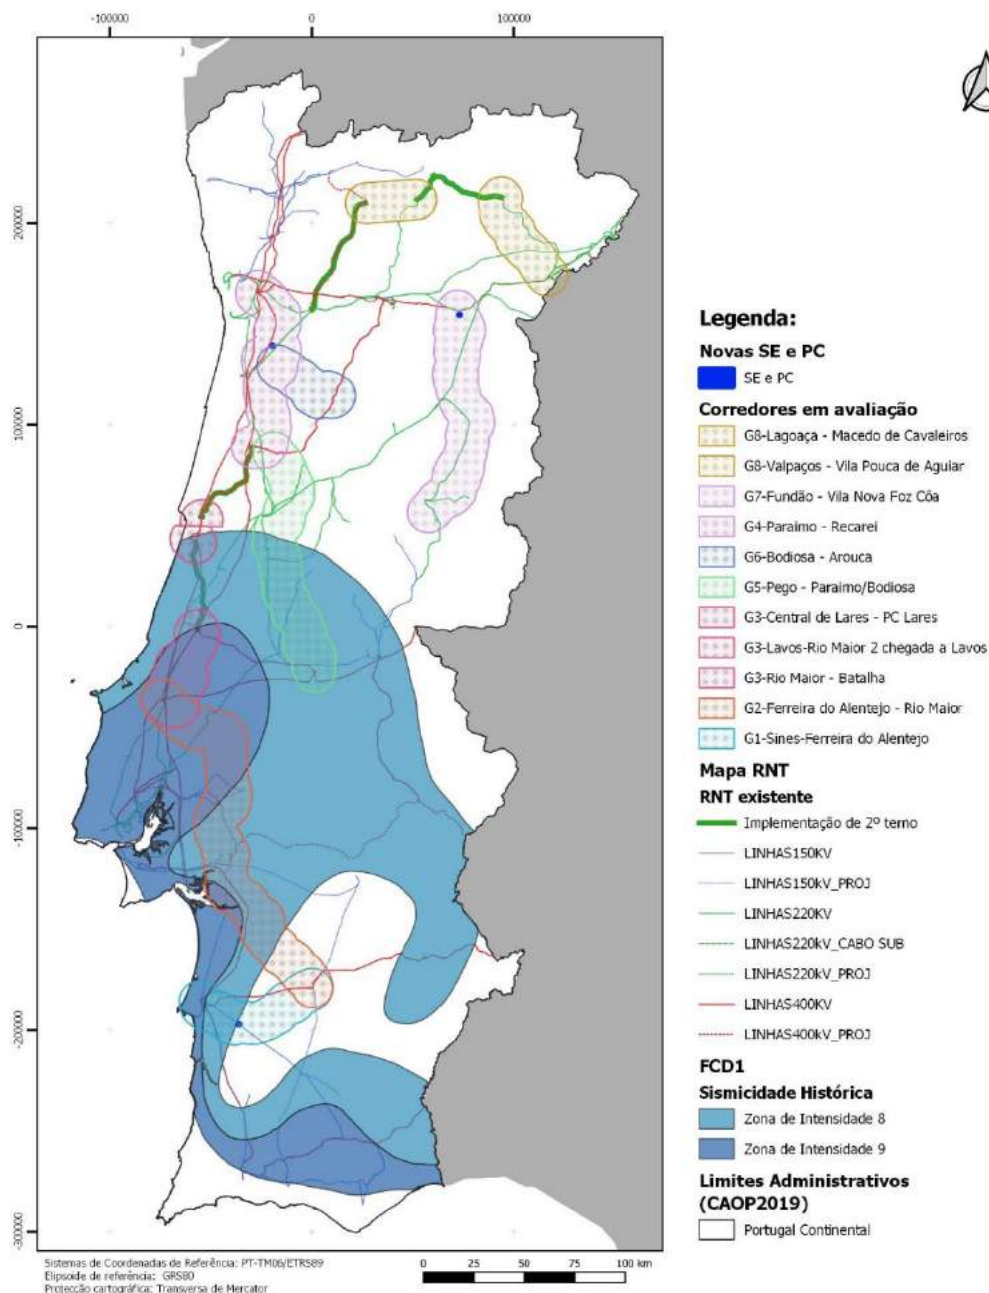 -100000 0 100000
200000
100000
0
-100000
-200000
-300000
Legenda:
Novas SE e PC
SE e PC
Corredores em avaliação
G8-Lagoaça - Macedo de Cavaleiros
G8-Valpaços - Vila Pouca de Aguiar
G7-Fundão - Vila Nova Foz Côa
G4-Paraimo - Recarei
G6-Bodiosa - Arouca
G5-Pego - Paraimo/Bodiosa
G3-Central de Lares - PC Lares
G3-Lavos-Rio Maior 2 chegada a Lavos
G3-Rio Maior - Batalha
G2-Ferreira do Alentejo - Rio Maior
G1-Sines-Ferreira do Alentejo
Mapa RNT
RNT existente
Implementação de 2º terno
LINHAS150KV
LINHAS150kV_PROJ
LINHAS220KV
LINHAS220kV_CABO SUB
LINHAS220kV_PROJ
LINHAS400KV
LINHAS400kV_PROJ
FCD1
Sismicidade Histórica
Zona de Intensidade 8
Zona de Intensidade 9
Limites Administrativos
(CAOP2019)
Portugal Continental
Sistemas de Coordenadas de Referência: PT-TM06/ETRS89
Elipsoide de referência: GRS80
Protecção cartográfica: Transversa de Mercator
0 25 50 75 100 km